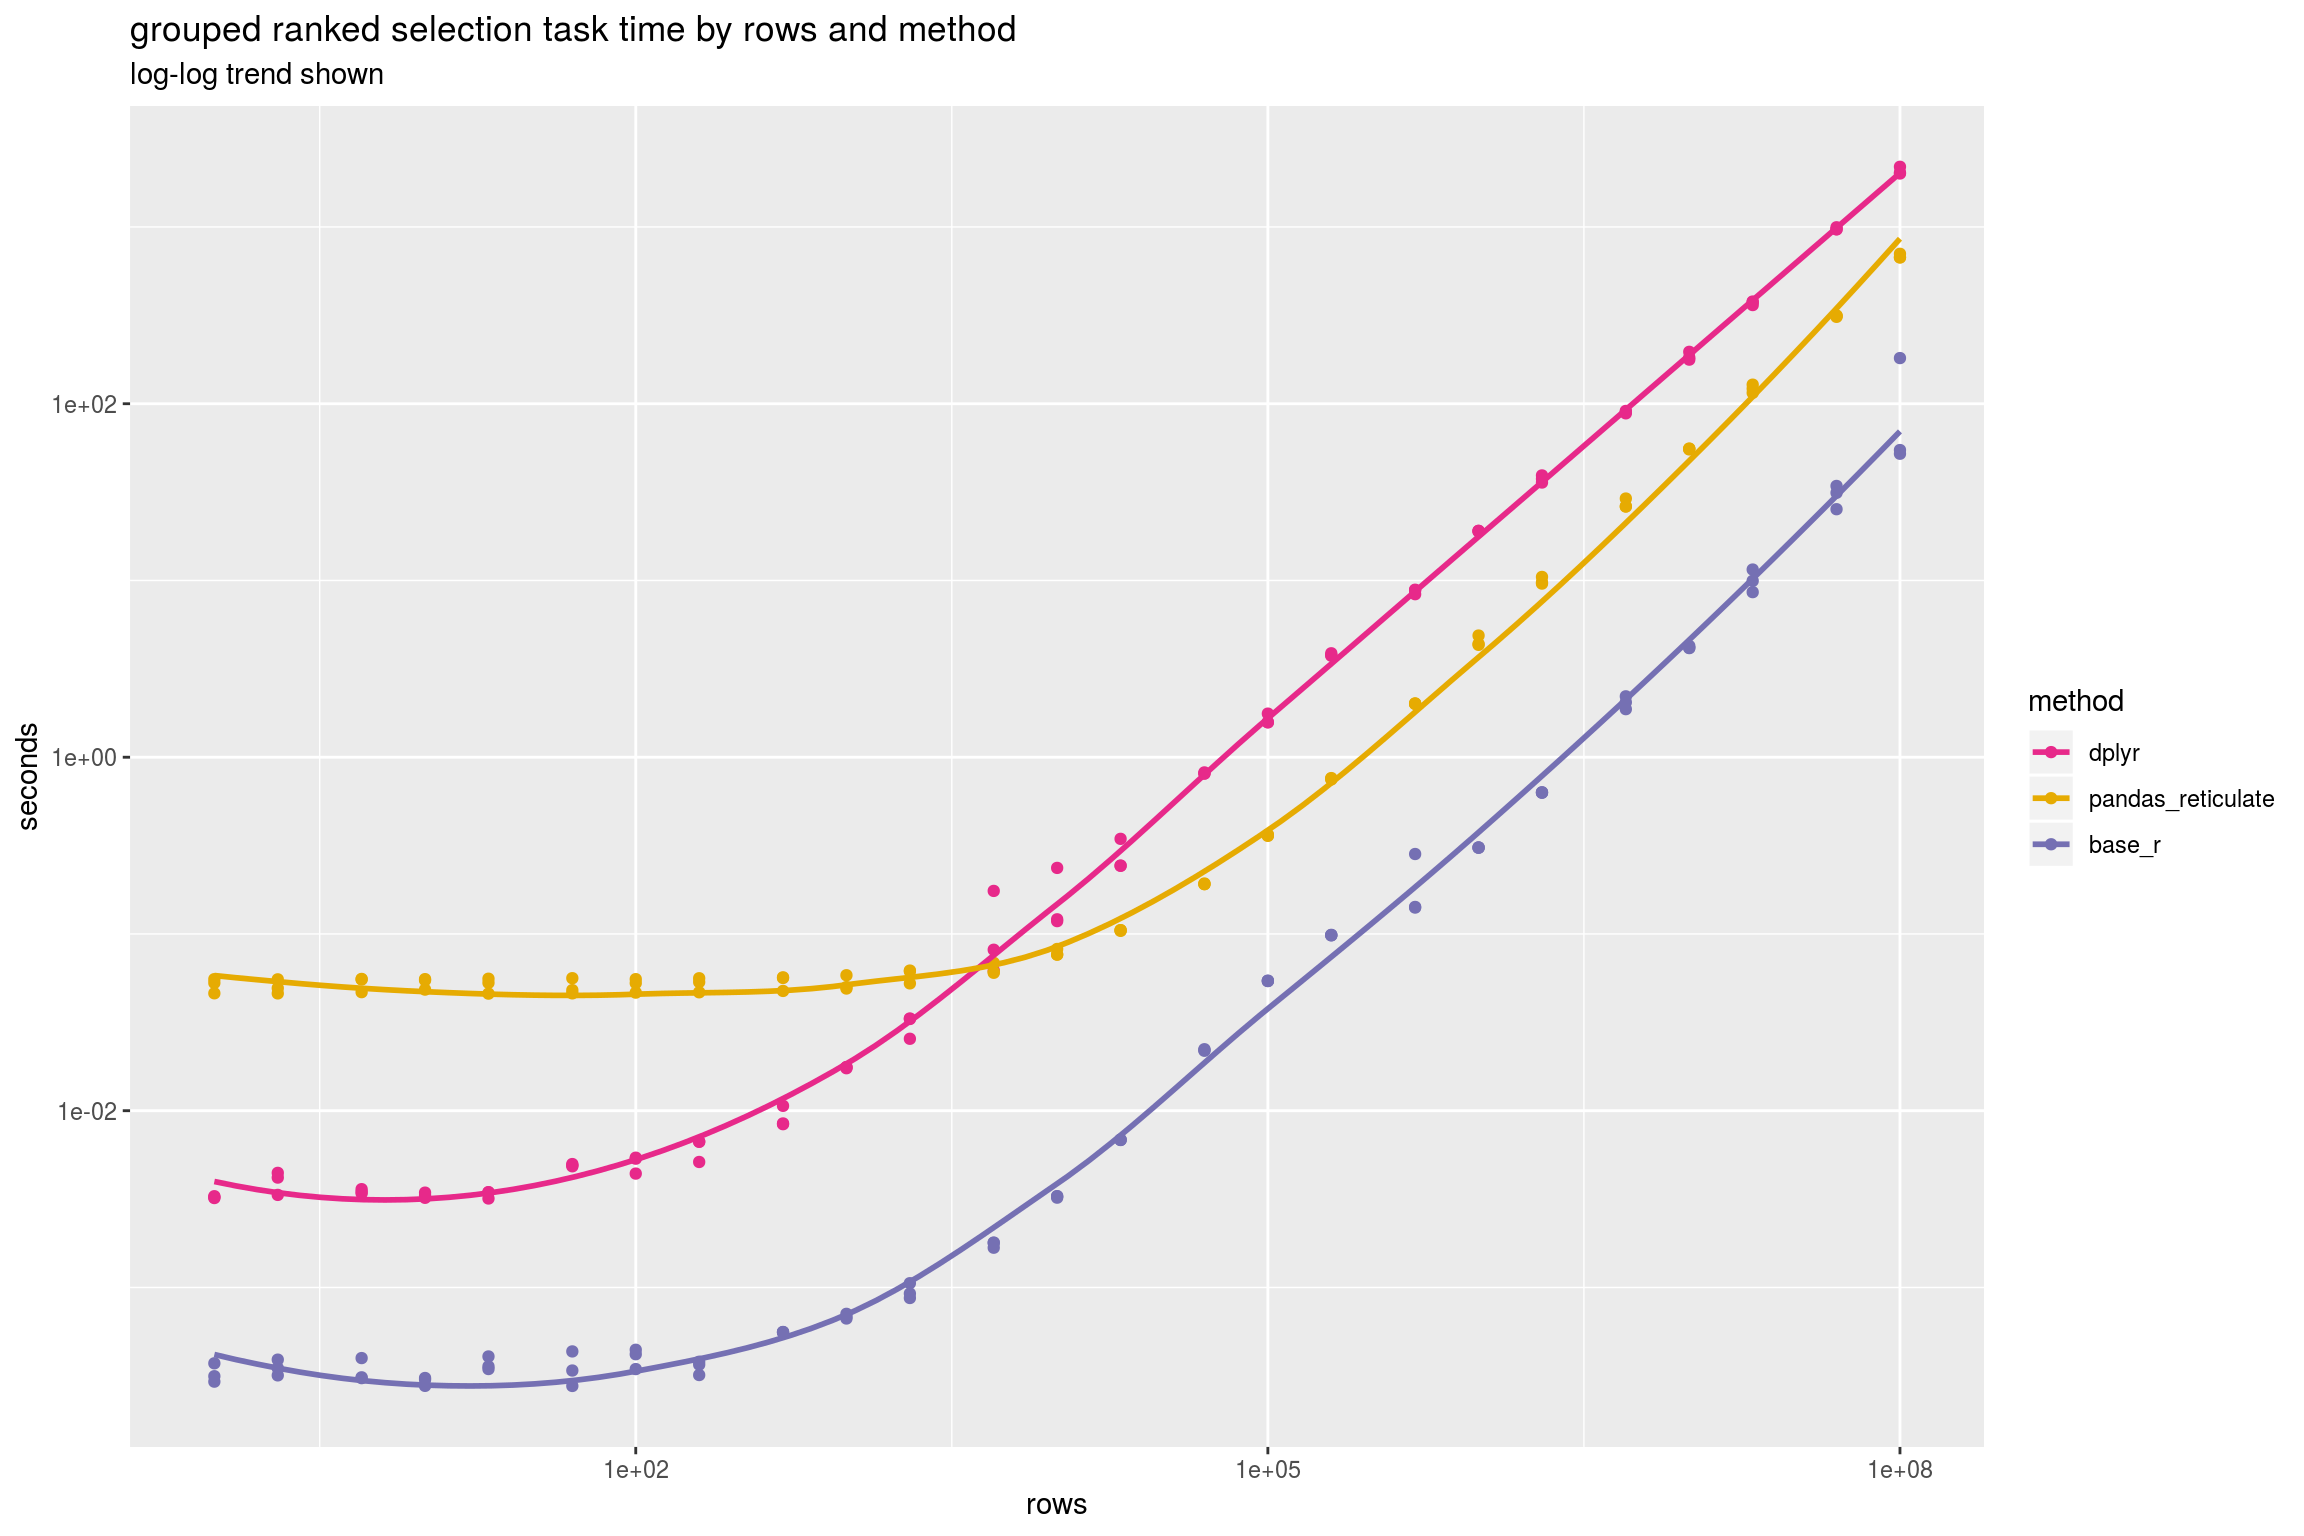 grouped ranked selection task time by rows and method
log-log trend shown
seconds
1e+02
1e+00
1e-02
1e+02
1e+05
1e+08
rows
method
dplyr
pandas_reticulate
base_r